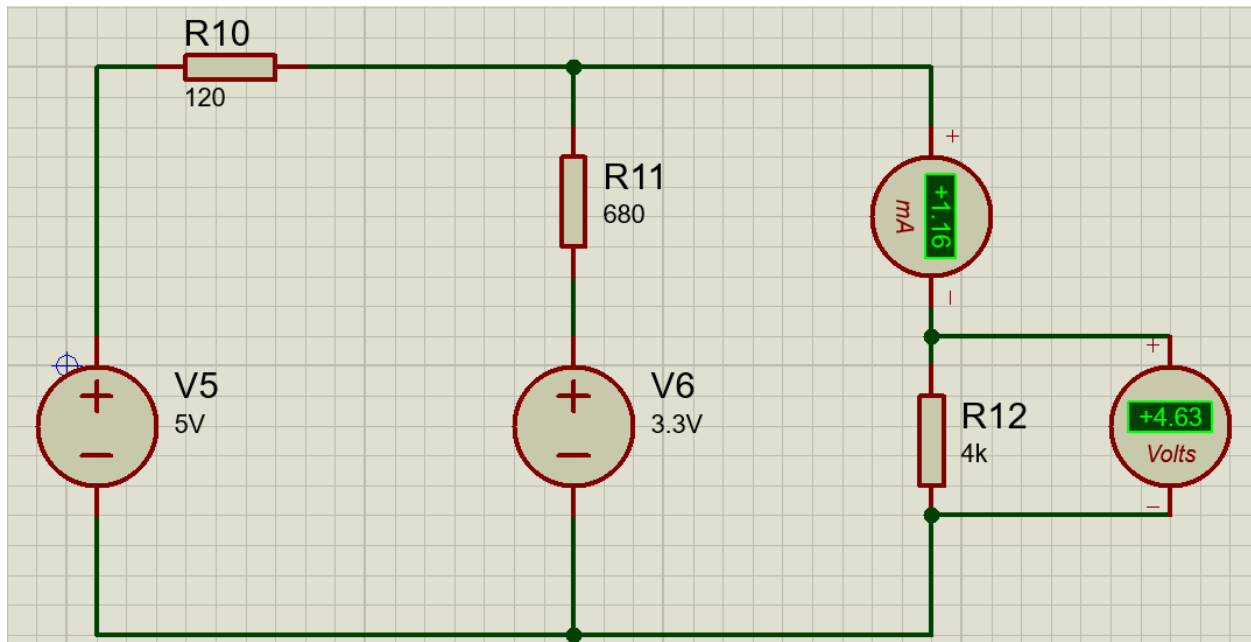 R10
120
R11
680
+1.16
mA
V5
5V
V6
3.3V
R12
4k
+4.63
Volts